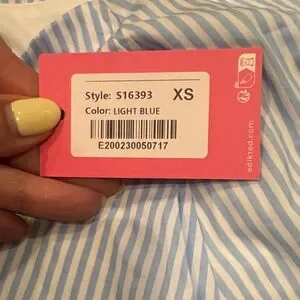 Style: S16393 XS
Color: LIGHT BLUE
E200230050717
edikted.com